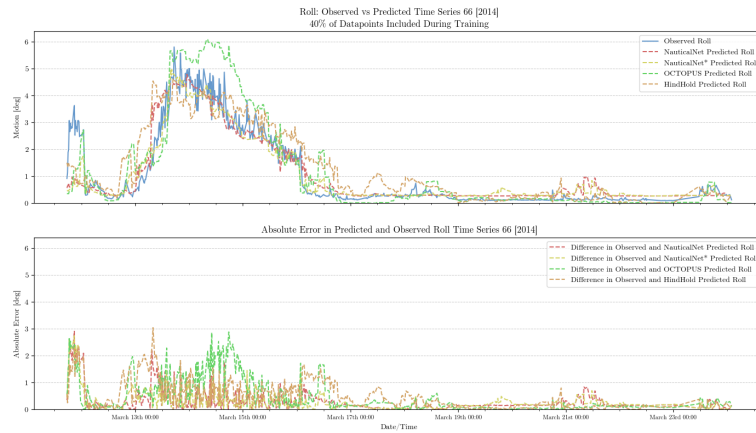 Roll: Observed vs Predicted Time Series 66 [2014]
40% of Datapoints Included During Training
Motion [deg]
6
5
4
3
2
1
0
Observed Roll
NauticalNet Predicted Roll
NauticalNet* Predicted Roll
OCTOPUS Predicted Roll
HindHold Predicted Roll
Absolute Error in Predicted and Observed Roll Time Series 66 [2014]
Absolute Error [deg]
6
5
4
3
2
1
0
Difference in Observed and NauticalNet Predicted Roll
Difference in Observed and NauticalNet* Predicted Roll
Difference in Observed and OCTOPUS Predicted Roll
Difference in Observed and HindHold Predicted Roll
March 13th 00:00
March 15th 00:00
March 17th 00:00
March 19th 00:00
March 21th 00:00
March 23th 00:00
Date/Time